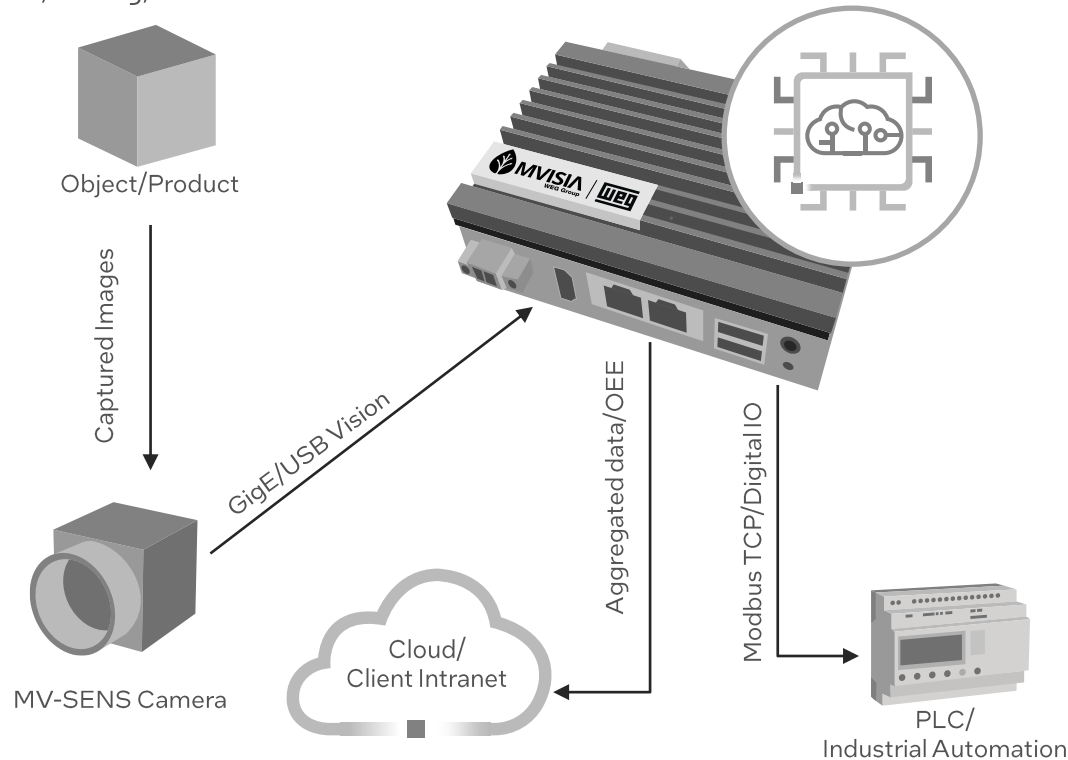 Object/Product
MVISIA
WEG Group
weg
Captured Images
GigE/USB Vision
Aggregated data/OEE
Modbus TCP/Digital IO
Cloud/
Client Intranet
MV-SENS Camera
PLC/
Industrial Automation